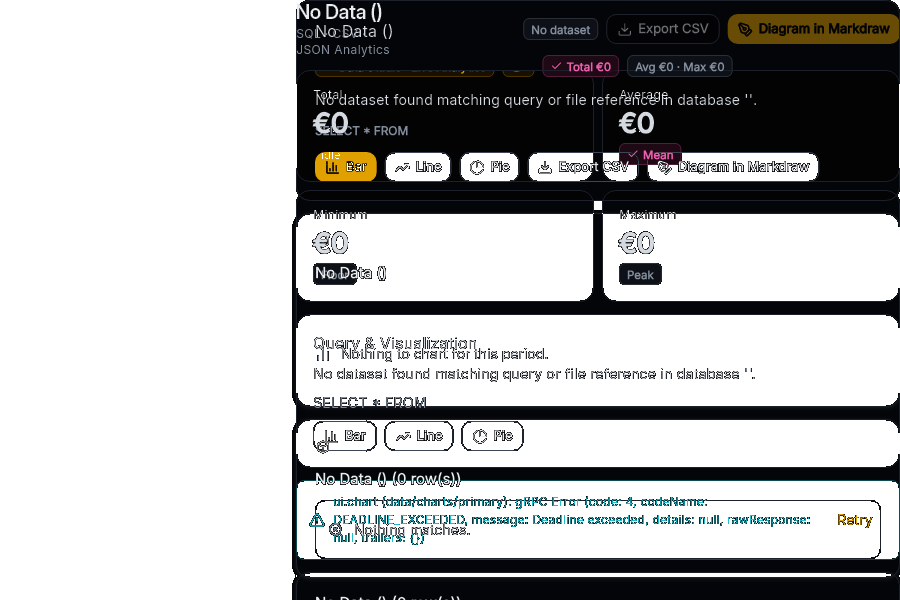 No Data ()
No Data ()
JSON Analytics
No dataset
Export CSV
Diagram in Markdraw
Total €0
Avg €0 · Max €0
Total
Average
No dataset found matching query or file reference in database ''.
€0
€0
SELECT * FROM
Mean
Bar
Line
Pie
Export CSV
Diagram in Markdraw
Minimum
Maximum
€0
€0
No Data ()
Peak
Query & Visualization
Nothing to chart for this period.
No dataset found matching query or file reference in database ''.
SELECT * FROM
Bar
Line
Pie
No Data () (0 row(s))
ui.chart (data/charts/primary): gRPC Error (code: 4, codeName:
DEADLINE_EXCEEDED, message: Deadline exceeded, details: null, rawResponse:
null, trailers: {})
Retry
Nothing matches.
No Data () (0 row(s))